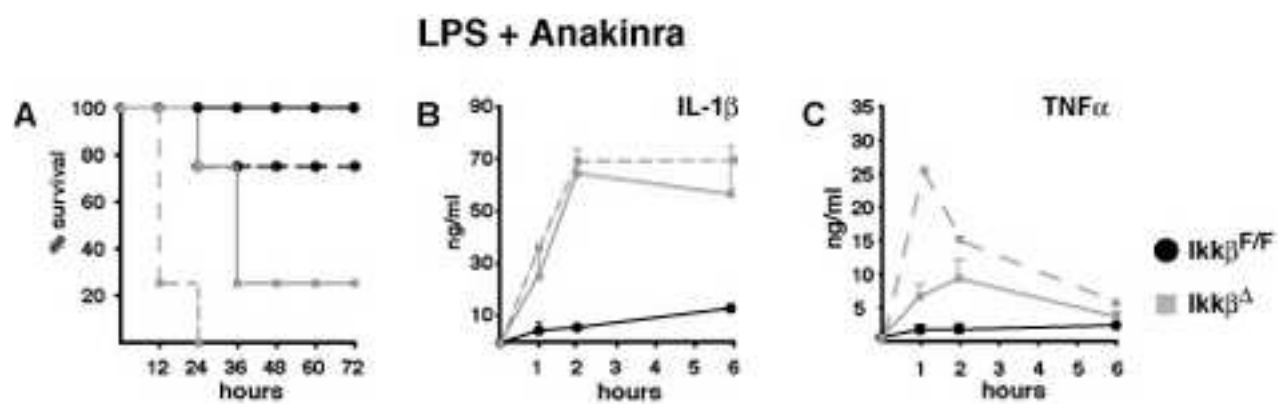 LPS + Anakinra
A
% survival
100
80
60
40
20
12 24 36 48 60 72
hours
B
IL-1β
ng/ml
90
70
50
30
10
1 2 3 4 5 6
hours
C
TNFα
ng/ml
35
30
25
20
15
10
5
1 2 3 4 5 6
hours
Ikkβ^F/F
Ikkβ^Δ